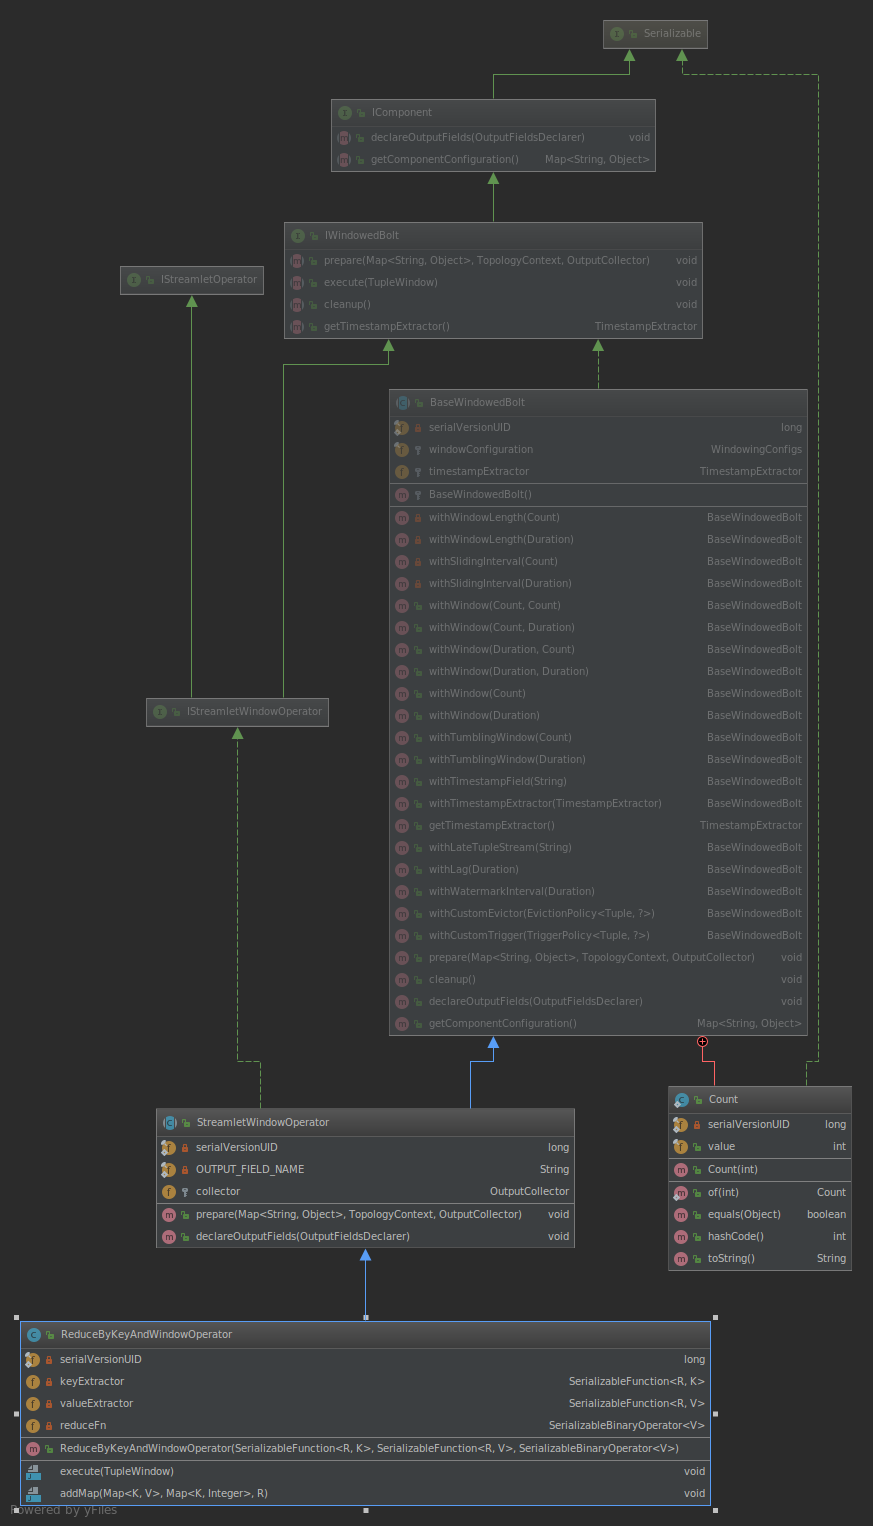 Serializable
IComponent
declareOutputFields(OutputFieldsDeclarer) void
getComponentConfiguration() Map<String, Object>
IWindowedBolt
prepare(Map<String, Object>, TopologyContext, OutputCollector) void
execute(TupleWindow) void
cleanup() void
getTimestampExtractor() TimestampExtractor
IStreamletOperator
BaseWindowedBolt
serialVersionUID long
windowConfiguration WindowingConfigs
timestampExtractor TimestampExtractor
BaseWindowedBolt()
withWindowLength(Count) BaseWindowedBolt
withWindowLength(Duration) BaseWindowedBolt
withSlidingInterval(Count) BaseWindowedBolt
withSlidingInterval(Duration) BaseWindowedBolt
withWindow(Count, Count) BaseWindowedBolt
withWindow(Count, Duration) BaseWindowedBolt
withWindow(Duration, Count) BaseWindowedBolt
withWindow(Duration, Duration) BaseWindowedBolt
withWindow(Count) BaseWindowedBolt
withWindow(Duration) BaseWindowedBolt
withTumblingWindow(Count) BaseWindowedBolt
withTumblingWindow(Duration) BaseWindowedBolt
withTimestampField(String) BaseWindowedBolt
withTimestampExtractor(TimestampExtractor) BaseWindowedBolt
getTimestampExtractor() TimestampExtractor
withLateTupleStream(String) BaseWindowedBolt
withLag(Duration) BaseWindowedBolt
withWatermarkInterval(Duration) BaseWindowedBolt
withCustomEvictor(EvictionPolicy<Tuple, ?>) BaseWindowedBolt
withCustomTrigger(TriggerPolicy<Tuple, ?>) BaseWindowedBolt
prepare(Map<String, Object>, TopologyContext, OutputCollector) void
cleanup() void
declareOutputFields(OutputFieldsDeclarer) void
getComponentConfiguration() Map<String, Object>
IStreamletWindowOperator
StreamletWindowOperator
serialVersionUID long
OUTPUT_FIELD_NAME String
collector OutputCollector
prepare(Map<String, Object>, TopologyContext, OutputCollector) void
declareOutputFields(OutputFieldsDeclarer) void
Count
serialVersionUID long
value int
Count(int)
of(int) Count
equals(Object) boolean
hashCode() int
toString() String
ReduceByKeyAndWindowOperator
serialVersionUID long
keyExtractor SerializableFunction<R, K>
valueExtractor SerializableFunction<R, V>
reduceFn SerializableBinaryOperator<V>
ReduceByKeyAndWindowOperator(SerializableFunction<R, K>, SerializableFunction<R, V>, SerializableBinaryOperator<V>)
execute(TupleWindow) void
addMap(Map<K, V>, Map<K, Integer>, R) void
Powered by yFiles